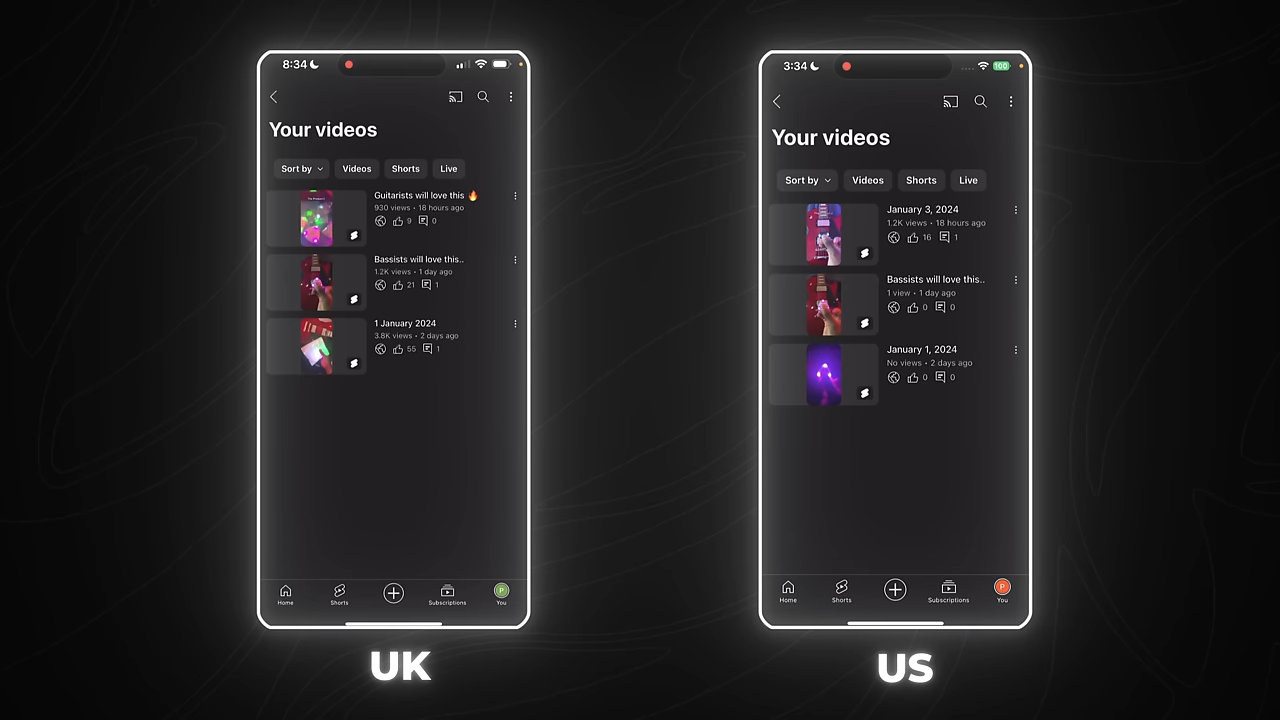 8:34
Your videos
Sort by
Videos
Shorts
Live
Guitarists will love this 🔥
930 views • 18 hours ago
9
0
Bassists will love this..
1.2K views • 1 day ago
21
1
1 January 2024
3.8K views • 2 days ago
55
1
Home
Shorts
Subscriptions
P
You
UK
3:34
100
Your videos
Sort by
Videos
Shorts
Live
January 3, 2024
1.2K views • 18 hours ago
16
1
Bassists will love this..
1 view • 1 day ago
0
0
January 1, 2024
No views • 2 days ago
0
0
Home
Shorts
Subscriptions
P
You
US